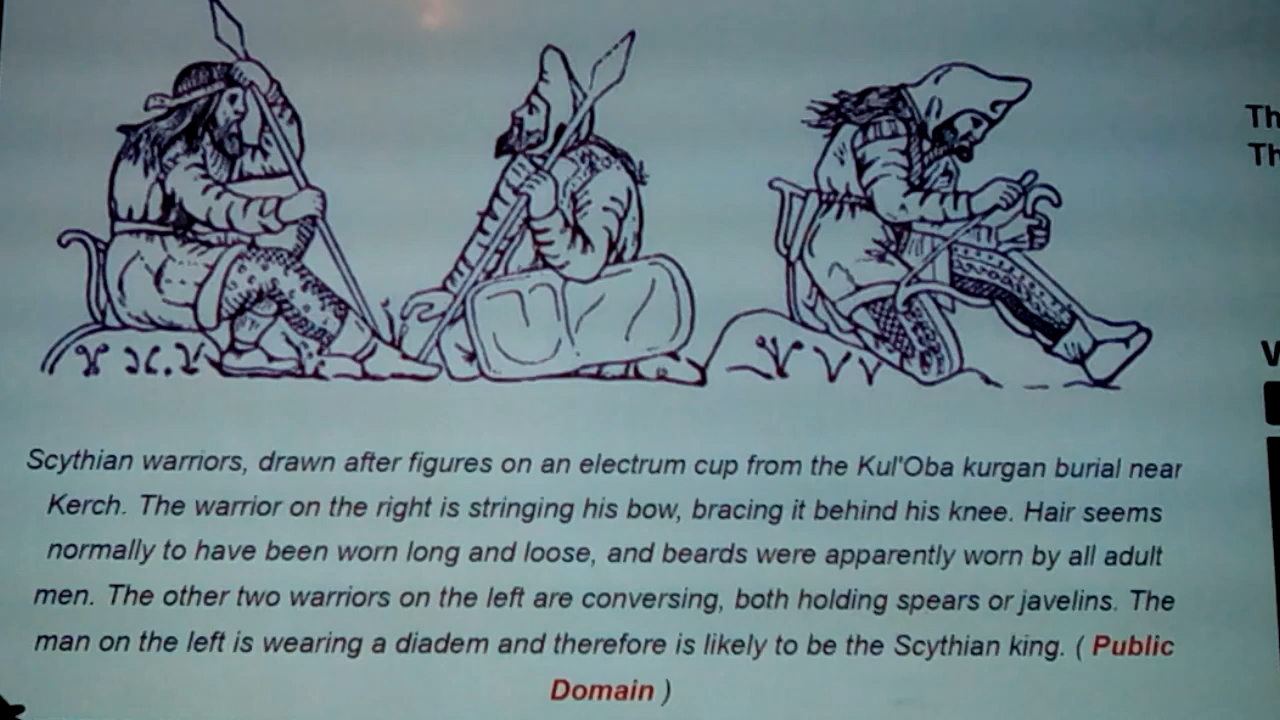 Scythian warriors, drawn after figures on an electrum cup from the Kul'Oba kurgan burial near
Kerch. The warrior on the right is stringing his bow, bracing it behind his knee. Hair seems
normally to have been worn long and loose, and beards were apparently worn by all adult
men. The other two warriors on the left are conversing, both holding spears or javelins. The
man on the left is wearing a diadem and therefore is likely to be the Scythian king. ( Public
Domain )
Th
Th